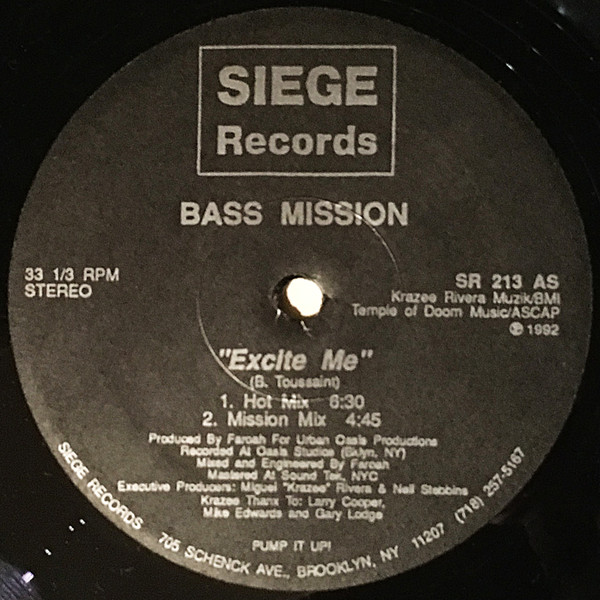 SIEGE
Records
BASS MISSION
33 1/3 RPM
STEREO
SR 213 AS
Krazee Rivera Muzik/BMI
Temple of Doom Music/ASCAP
℗ 1992
"Excite Me"
(B. Toussaint)
1. Hot Mix 6:30
2. Mission Mix 4:45
Produced By Faroah For Urban Oasis Productions
Recorded At Oasis Studios (Bklyn, NY)
Mixed and Engineered By Faroah
Mastered At Sound Tek, NYC
Executive Producers: Miguel "Krazee" Rivera & Neil Stebbins
Krazee Thanx To: Larry Cooper,
Mike Edwards and Gary Lodge
PUMP IT UP!
SIEGE RECORDS 705 SCHENCK AVE., BROOKLYN, NY 11207 (718) 257-5167